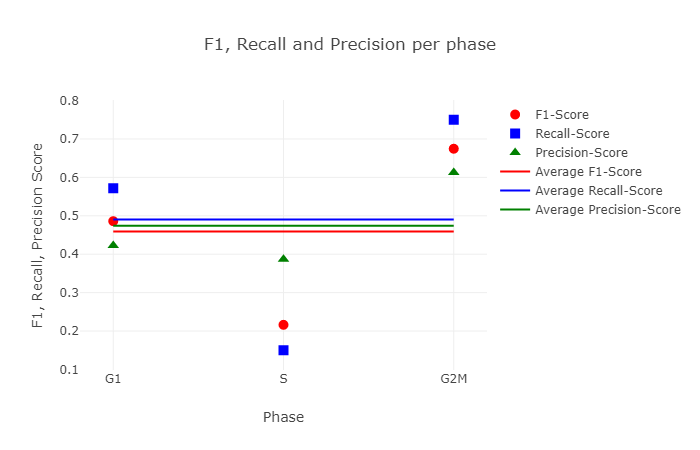 F1, Recall and Precision per phase
F1, Recall, Precision Score
0.8
0.7
0.6
0.5
0.4
0.3
0.2
0.1
G1
S
G2M
Phase
F1-Score
Recall-Score
Precision-Score
Average F1-Score
Average Recall-Score
Average Precision-Score